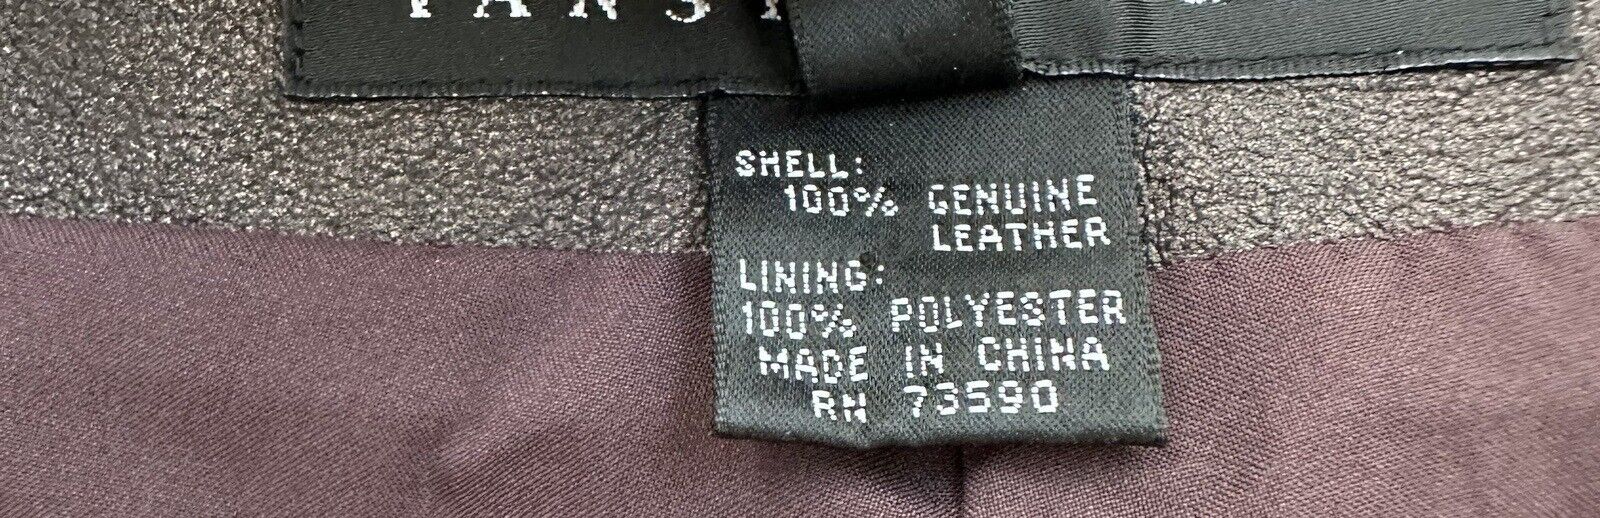 SHELL:
100% GENUINE
LEATHER
LINING:
100% POLYESTER
MADE IN CHINA
RN 73590